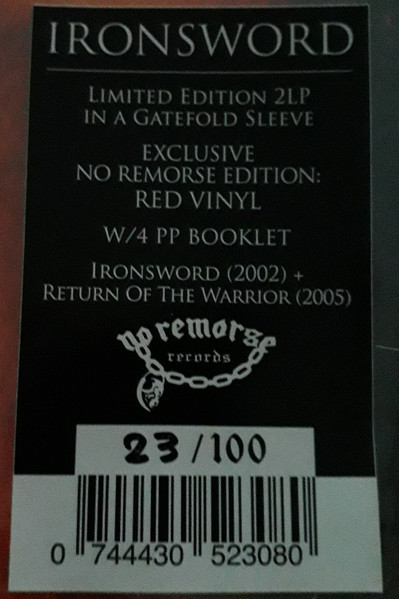 IRONSWORD
LIMITED EDITION 2LP
IN A GATEFOLD SLEEVE
EXCLUSIVE
NO REMORSE EDITION:
RED VINYL
W/4 PP BOOKLET
IRONSWORD (2002) +
RETURN OF THE WARRIOR (2005)
no remorse
records
23/100
0 744430 523080